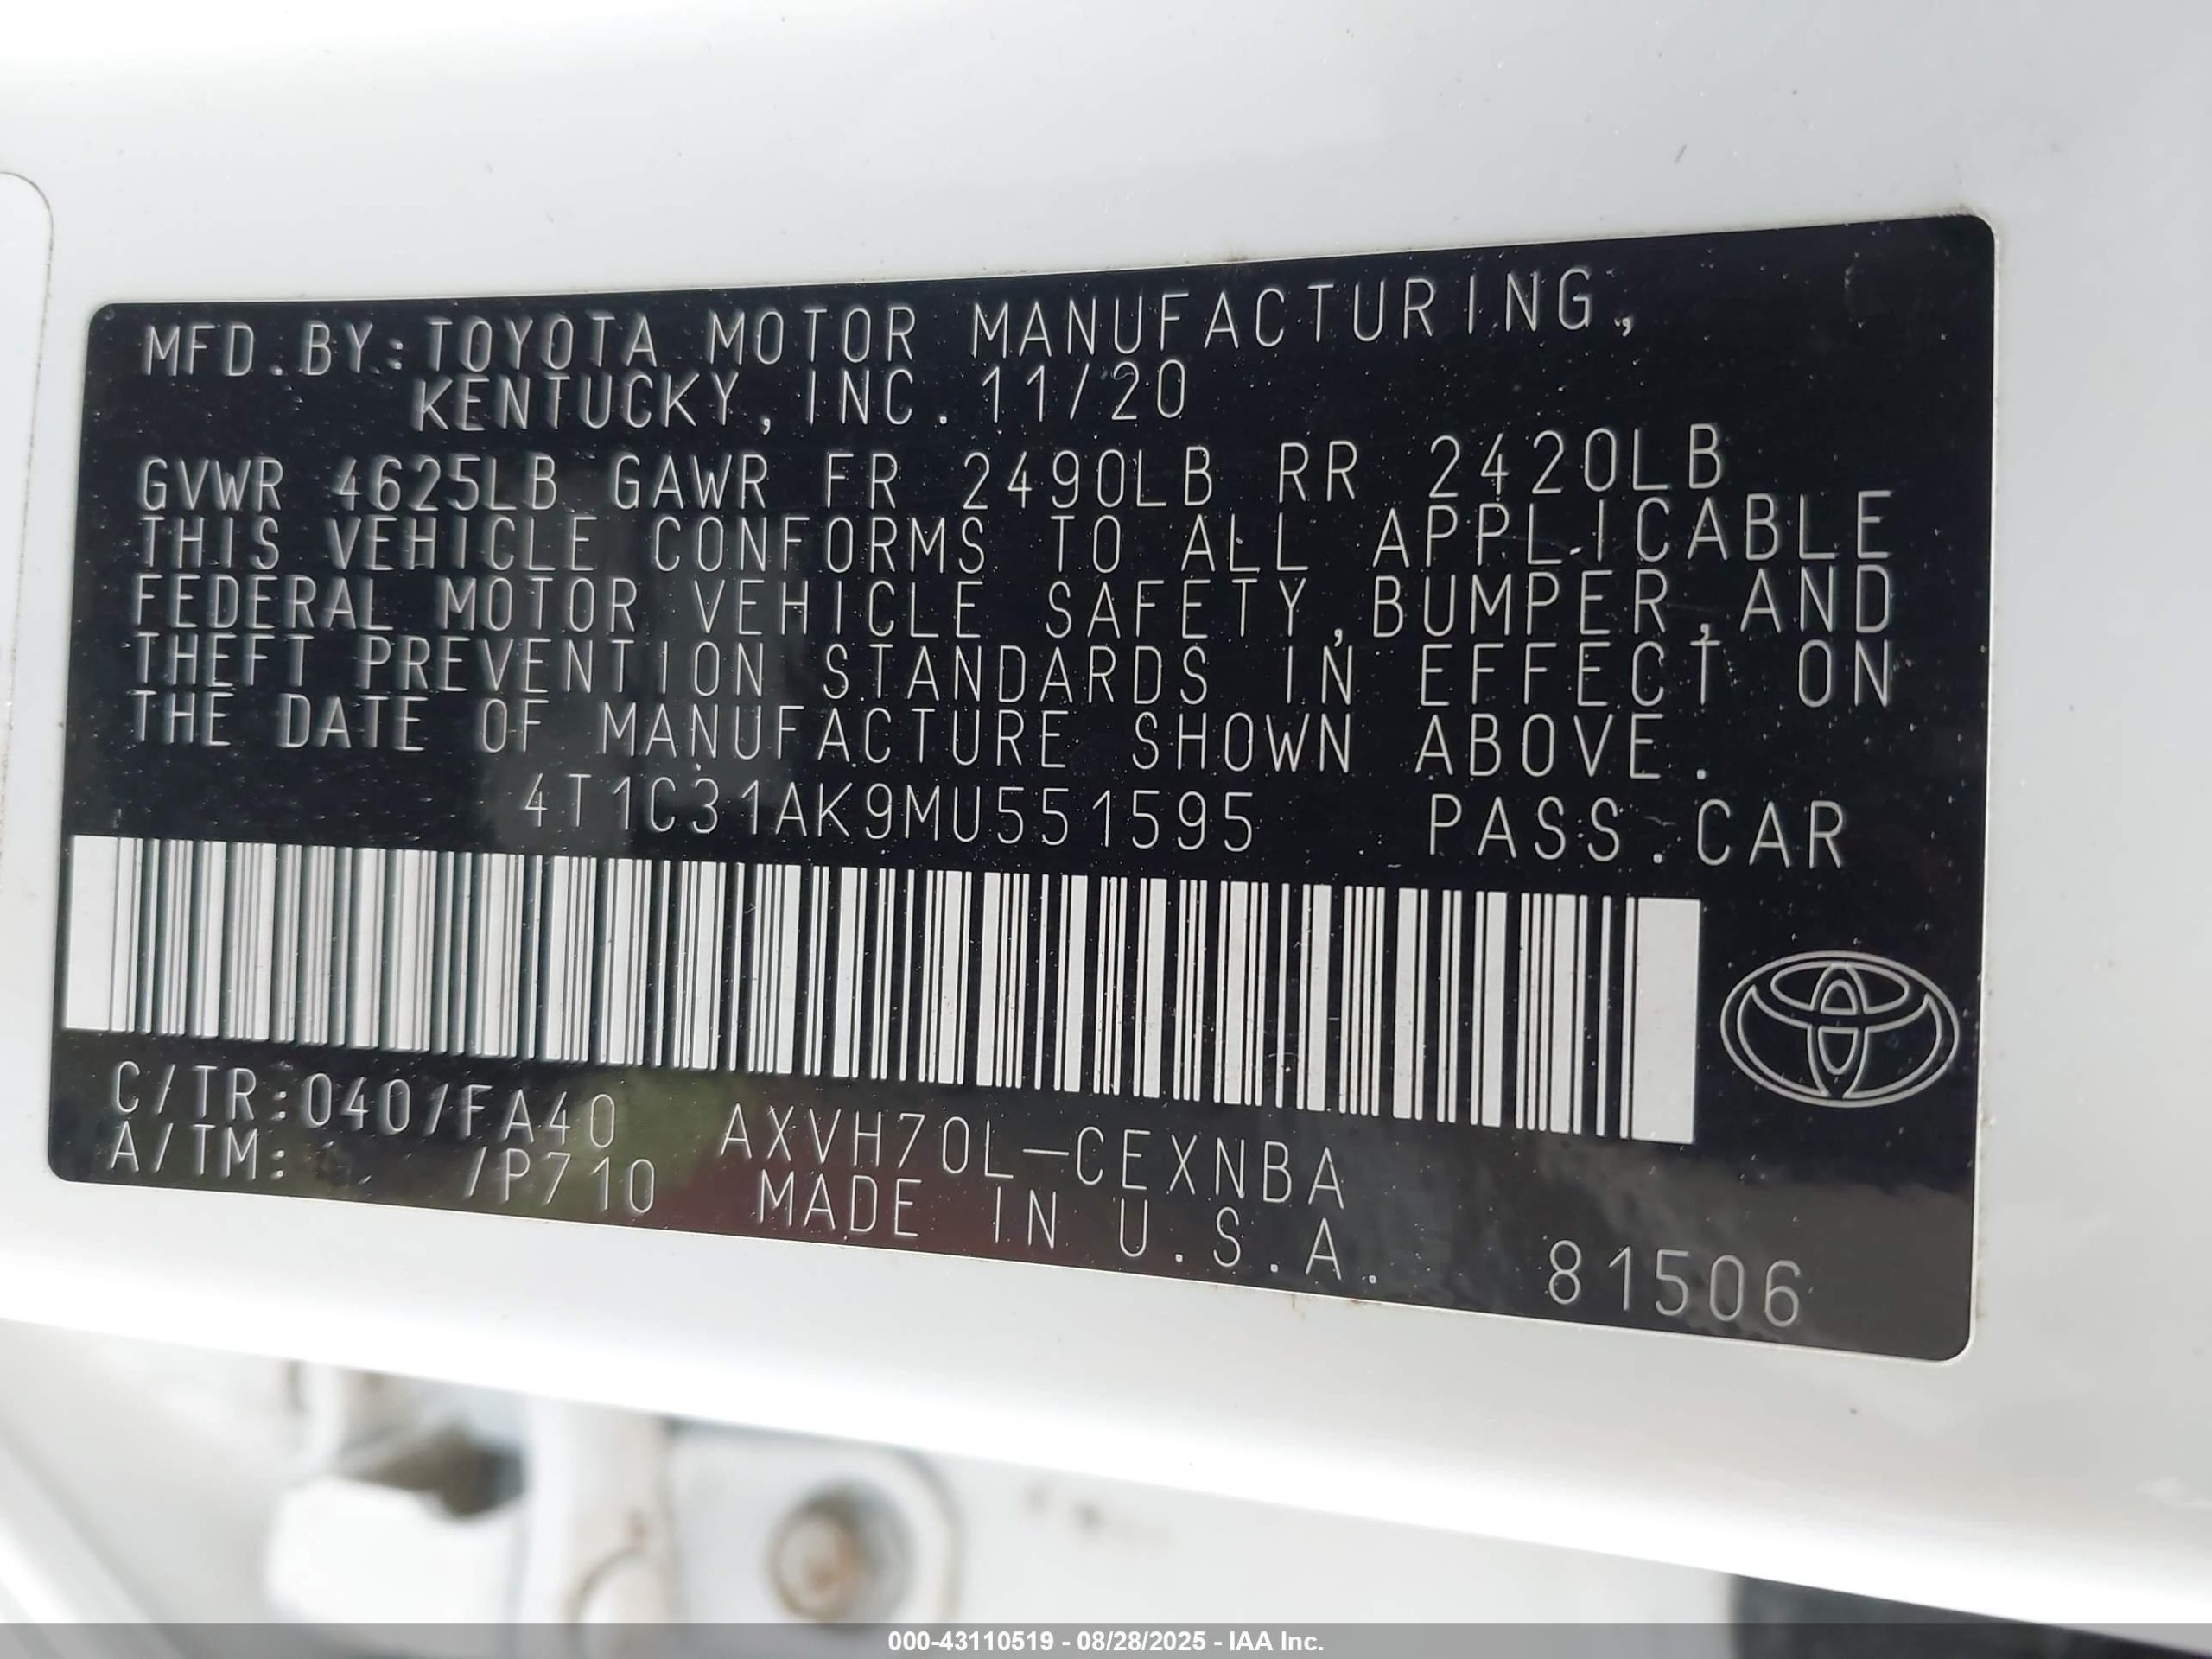 MFD.BY:TOYOTA MOTOR MANUFACTURING,
KENTUCKY, INC. 11/20
GVWR 4625LB GAWR FR 2490LB RR 2420LB
THIS VEHICLE CONFORMS TO ALL APPLICABLE
FEDERAL MOTOR VEHICLE SAFETY,BUMPER,AND
THEFT PREVENTION STANDARDS IN EFFECT ON
THE DATE OF MANUFACTURE SHOWN ABOVE.
4T1C31AK9MU551595 PASS.CAR
C/TR:040/FA40 AXVH70L-CEXNBA
A/TM: /P710 MADE IN U.S.A. 81506
000-43110519 - 08/28/2025 - IAA Inc.